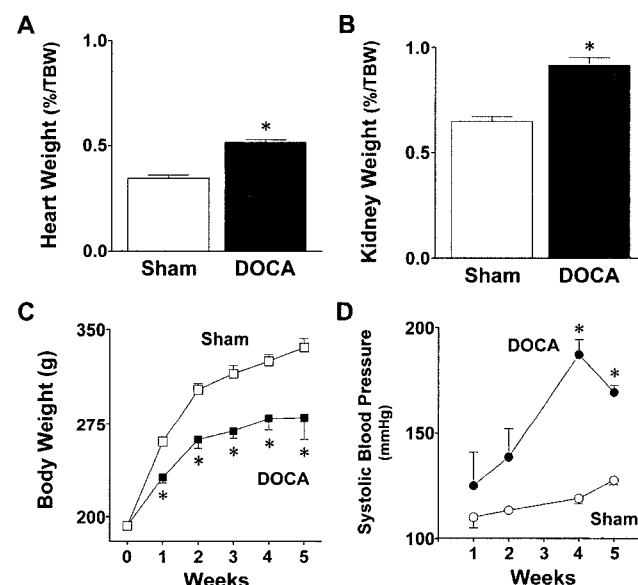 A
Heart Weight (%/TBW)
1.0
0.5
0.0
*
Sham DOCA
B
Kidney Weight (%/TBW)
1.0
0.5
0.0
*
Sham DOCA
C
Body Weight (g)
350
275
200
Sham
DOCA
* * * * *
0 1 2 3 4 5
Weeks
D
Systolic Blood Pressure
(mmHg)
200
150
100
DOCA
*
*
Sham
1 2 3 4 5
Weeks